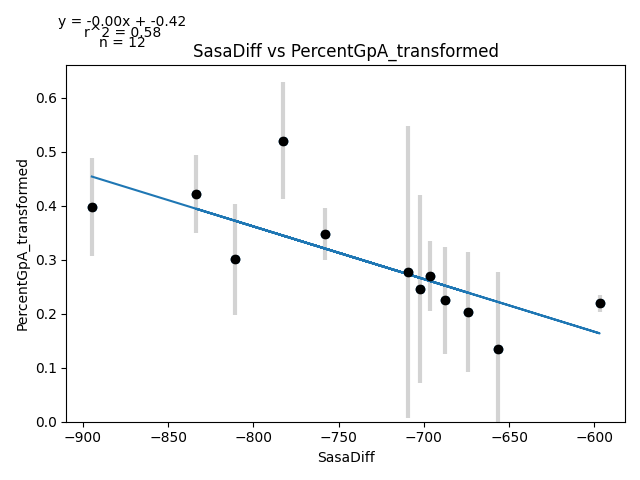 y = -0.00x + -0.42
r^2 = 0.58
n = 12
SasaDiff vs PercentGpA_transformed
PercentGpA_transformed
0.6
0.5
0.4
0.3
0.2
0.1
0.0
−900 −850 −800 −750 −700 −650 −600
SasaDiff